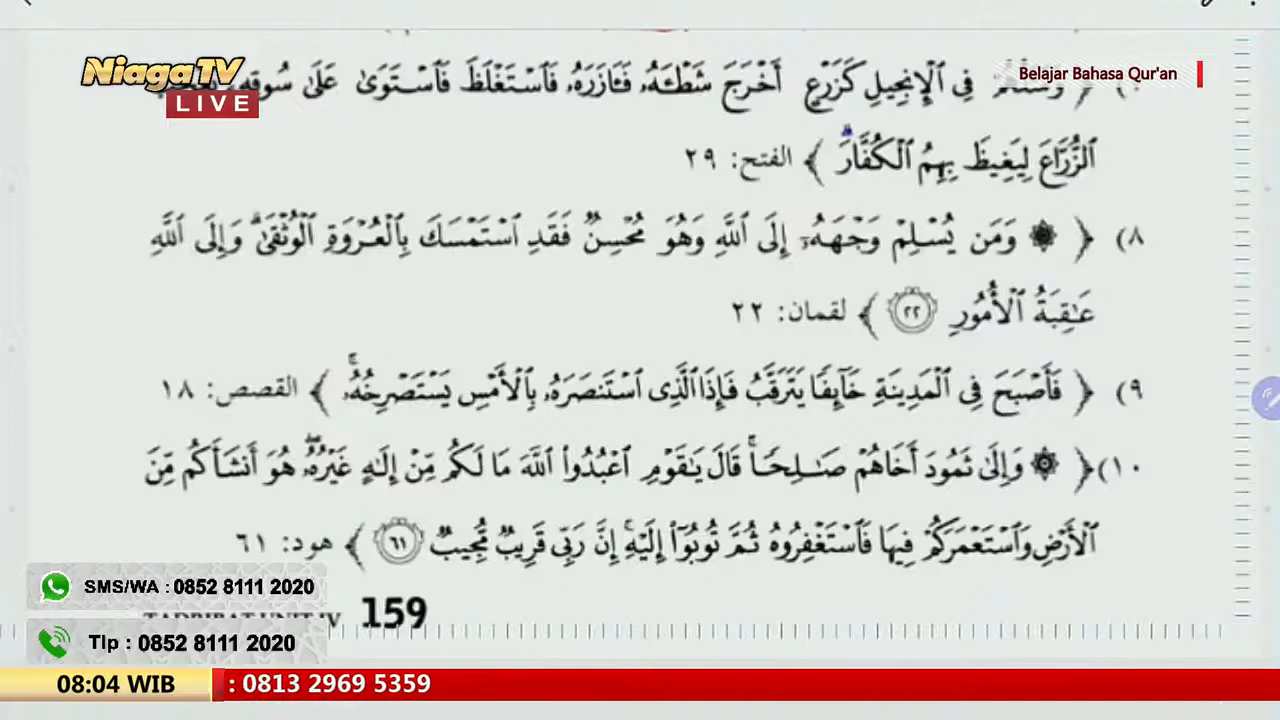 NiagaTV
LIVE
Belajar Bahasa Qur'an
فِي ٱلْإِنجِيلِ كَزَرْعٍ أَخْرَجَ شَطْـَٔهُۥ فَـَٔازَرَهُۥ فَٱسْتَغْلَظَ فَٱسْتَوَىٰ عَلَىٰ سُوقِهِۦ
ٱلزُّرَّاعَ لِيَغِيظَ بِهِمُ ٱلْكُفَّارَ ﴾ الفتح: ٢٩
٨) ﴿ ۞ وَمَن يُسْلِمْ وَجْهَهُۥٓ إِلَى ٱللَّهِ وَهُوَ مُحْسِنٌ فَقَدِ ٱسْتَمْسَكَ بِٱلْعُرْوَةِ ٱلْوُثْقَىٰ ۗ وَإِلَى ٱللَّهِ
عَـٰقِبَةُ ٱلْأُمُورِ ٢٢ ﴾ لقمان: ٢٢
٩) ﴿ فَأَصْبَحَ فِي ٱلْمَدِينَةِ خَآئِفًا يَتَرَقَّبُ فَإِذَا ٱلَّذِى ٱسْتَنصَرَهُۥ بِٱلْأَمْسِ يَسْتَصْرِخُهُۥ ۚ ﴾ القصص: ١٨
١٠) ﴿ ۞ وَإِلَىٰ ثَمُودَ أَخَاهُمْ صَـٰلِحًا ۚ قَالَ يَـٰقَوْمِ ٱعْبُدُوا۟ ٱللَّهَ مَا لَكُم مِّنْ إِلَـٰهٍ غَيْرُهُۥ ۖ هُوَ أَنشَأَكُم مِّنَ
ٱلْأَرْضِ وَٱسْتَعْمَرَكُمْ فِيهَا فَٱسْتَغْفِرُوهُ ثُمَّ تُوبُوٓا۟ إِلَيْهِ ۚ إِنَّ رَبِّى قَرِيبٌ مُّجِيبٌ ٦١ ﴾ هود: ٦١
SMS/WA : 0852 8111 2020
TADRIBAT UNIT IV 159
Tlp : 0852 8111 2020
08:04 WIB : 0813 2969 5359